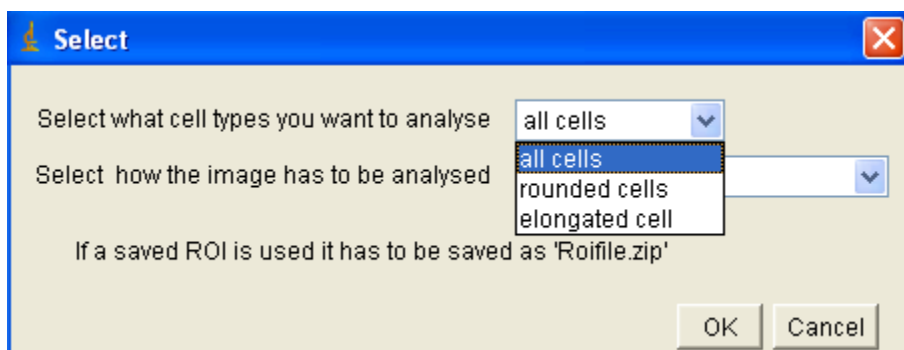 Select
Select what cell types you want to analyse all cells
all cells
Select how the image has to be analysed
rounded cells
elongated cell
If a saved ROI is used it has to be saved as 'Roifile.zip'
OK Cancel